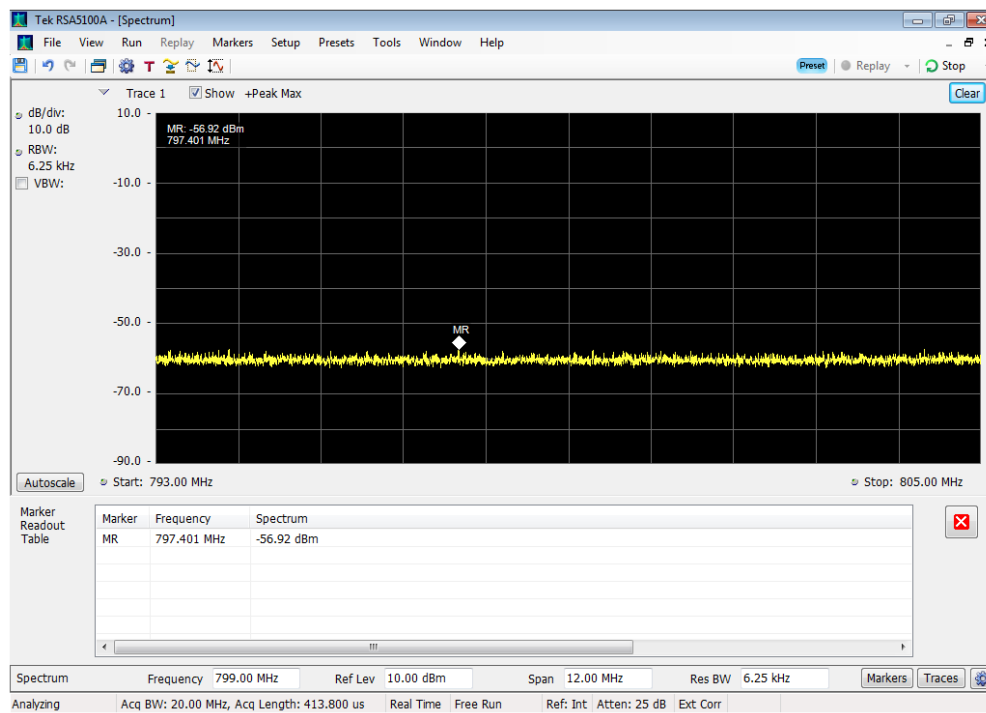 Tek RSA5100A - [Spectrum]
File View Run Replay Markers Setup Presets Tools Window Help
T Preset Replay Stop
Trace 1 Show +Peak Max Clear
dB/div:
10.0 dB
RBW:
6.25 kHz
VBW:
10.0 -
-10.0 -
-30.0 -
-50.0 -
-70.0 -
-90.0 -
MR: -56.92 dBm
797.401 MHz
MR
Autoscale Start: 793.00 MHz Stop: 805.00 MHz
Marker
Readout
Table
Marker Frequency Spectrum
MR 797.401 MHz -56.92 dBm
Spectrum Frequency 799.00 MHz Ref Lev 10.00 dBm Span 12.00 MHz Res BW 6.25 kHz Markers Traces
Analyzing Acq BW: 20.00 MHz, Acq Length: 413.800 us Real Time Free Run Ref: Int Atten: 25 dB Ext Corr